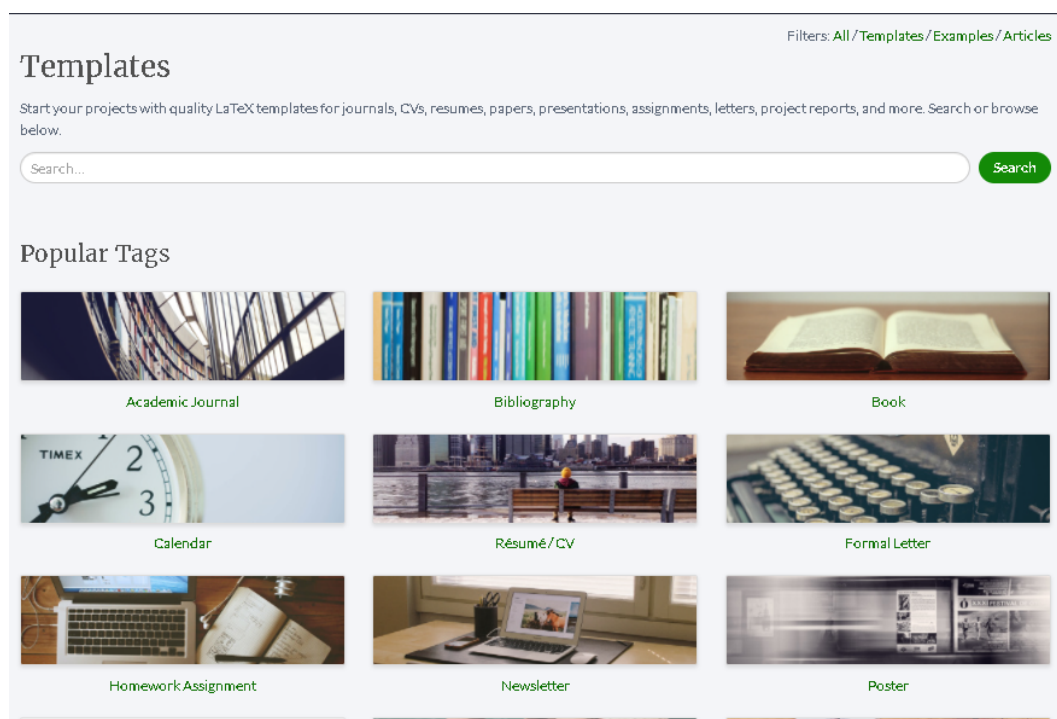 Filters: All / Templates / Examples / Articles
Templates
Start your projects with quality LaTeX templates for journals, CVs, resumes, papers, presentations, assignments, letters, project reports, and more. Search or browse
below.
Search...
Search
Popular Tags
Academic Journal
Bibliography
Book
TIMEX
2
3
Calendar
Résumé / CV
Formal Letter
Homework Assignment
Newsletter
Poster